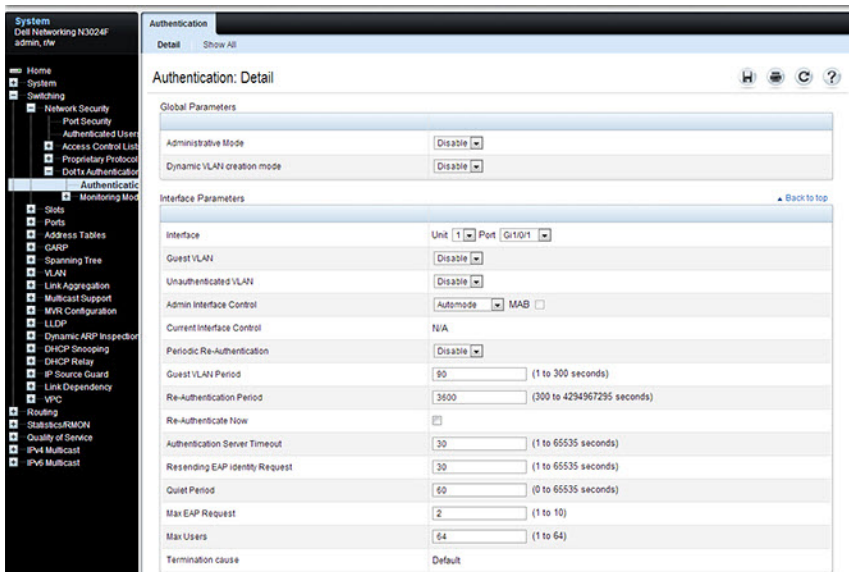 System
Dell Networking N3024F
admin, r/w
Home
System
Switching
Network Security
Port Security
Authenticated User
Access Control List
Proprietary Protocol
Dot1x Authentication
Authenticatic
Monitoring Mod
Slots
Ports
Address Tables
GARP
Spanning Tree
VLAN
Link Aggregation
Multicast Support
MVR Configuration
LLDP
Dynamic ARP Inspection
DHCP Snooping
DHCP Relay
IP Source Guard
Link Dependency
VPC
Routing
Statistics/RMON
Quality of Service
IPv4 Multicast
IPv6 Multicast
Authentication
Detail Show All
Authentication: Detail
Global Parameters
Administrative Mode Disable
Dynamic VLAN creation mode Disable
Interface Parameters Back to top
Interface Unit 1 Port Gi1/0/1
Guest VLAN Disable
Unauthenticated VLAN Disable
Admin Interface Control Automode MAB
Current Interface Control N/A
Periodic Re-Authentication Disable
Guest VLAN Period 90 (1 to 300 seconds)
Re-Authentication Period 3600 (300 to 4294967295 seconds)
Re-Authenticate Now
Authentication Server Timeout 30 (1 to 65535 seconds)
Resending EAP identity Request 30 (1 to 65535 seconds)
Quiet Period 60 (0 to 65535 seconds)
Max EAP Request 2 (1 to 10)
Max Users 64 (1 to 64)
Termination cause Default